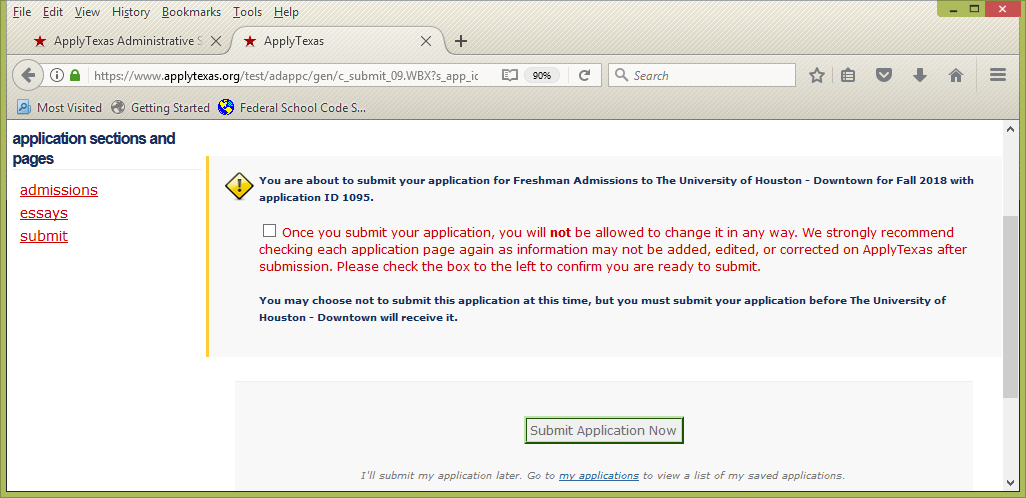 File Edit View History Bookmarks Tools Help
ApplyTexas Administrative S
ApplyTexas
https://www.applytexas.org/test/adappc/gen/c_submit_09.WBX?s_app_id
90%
Search
Most Visited
Getting Started
Federal School Code S...
application sections and
pages
admissions
essays
submit
You are about to submit your application for Freshman Admissions to The University of Houston - Downtown for Fall 2018 with
application ID 1095.
Once you submit your application, you will not be allowed to change it in any way. We strongly recommend
checking each application page again as information may not be added, edited, or corrected on ApplyTexas after
submission. Please check the box to the left to confirm you are ready to submit.
You may choose not to submit this application at this time, but you must submit your application before The University of
Houston - Downtown will receive it.
Submit Application Now
I'll submit my application later. Go to my applications to view a list of my saved applications.